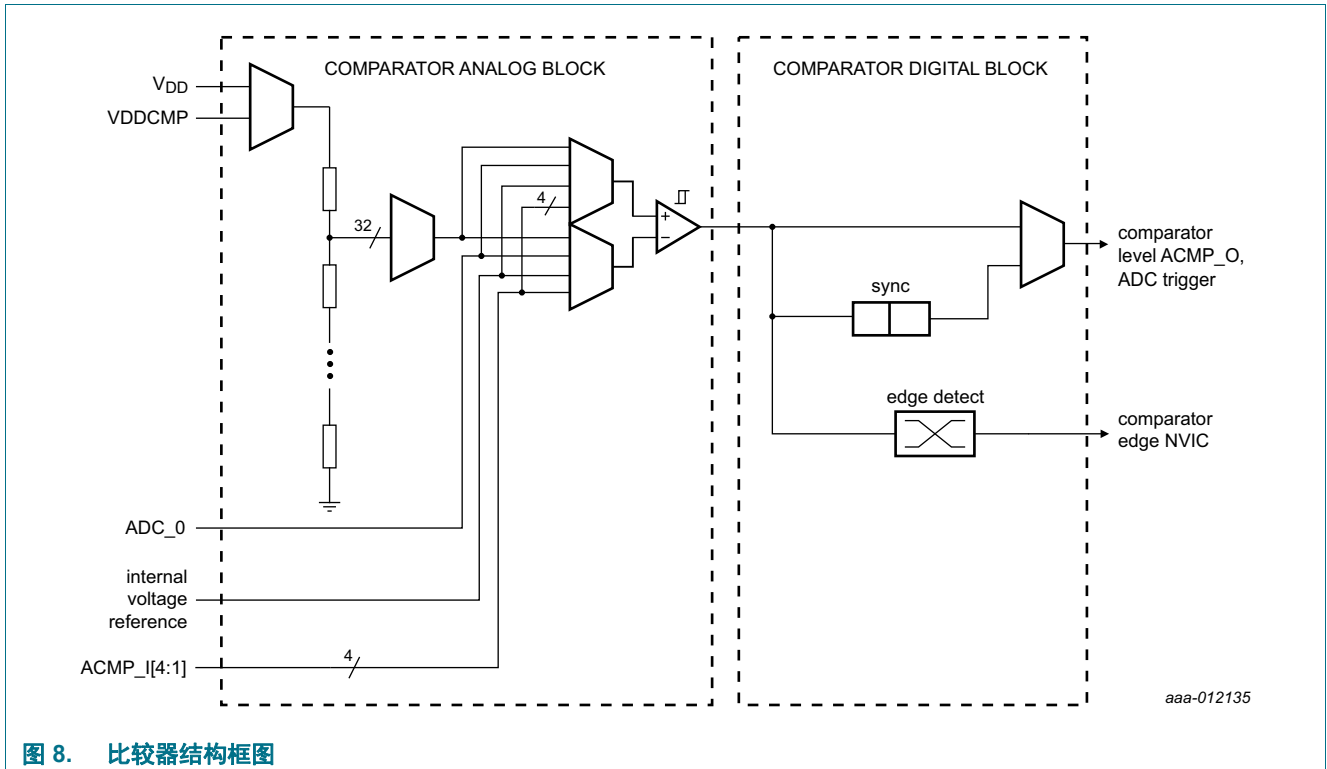 COMPARATOR ANALOG BLOCK
COMPARATOR DIGITAL BLOCK
VDD
VDDCMP
32
4
+
−
comparator
level ACMP_O,
ADC trigger
sync
edge detect
comparator
edge NVIC
ADC_0
internal
voltage
reference
ACMP_I[4:1]
4
aaa-012135
图 8. 比较器结构框图